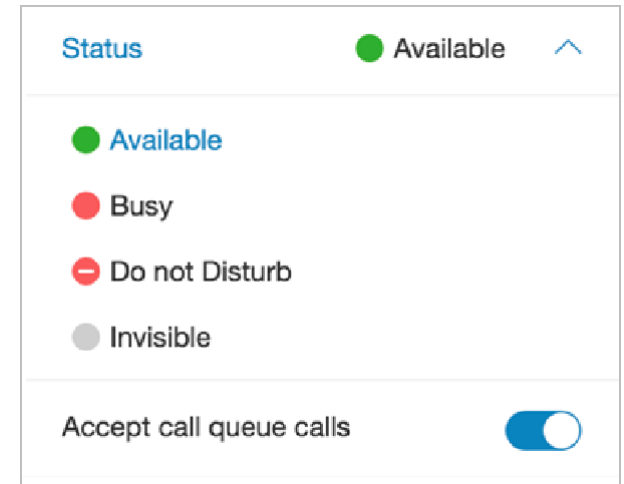 Status Available
Available
Busy
Do not Disturb
Invisible
Accept call queue calls